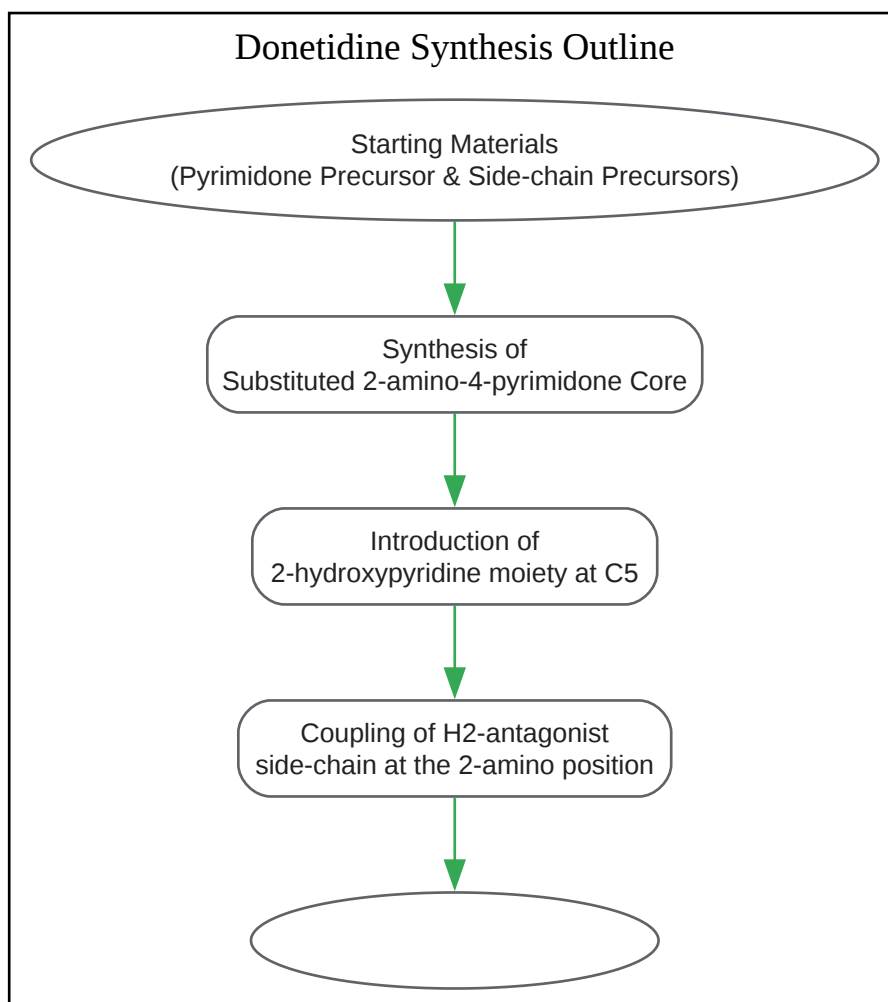 Donetidine Synthesis Outline
Starting Materials
(Pyrimidone Precursor & Side-chain Precursors)
Synthesis of
Substituted 2-amino-4-pyrimidone Core
Introduction of
2-hydroxypyridine moiety at C5
Coupling of H2-antagonist
side-chain at the 2-amino position